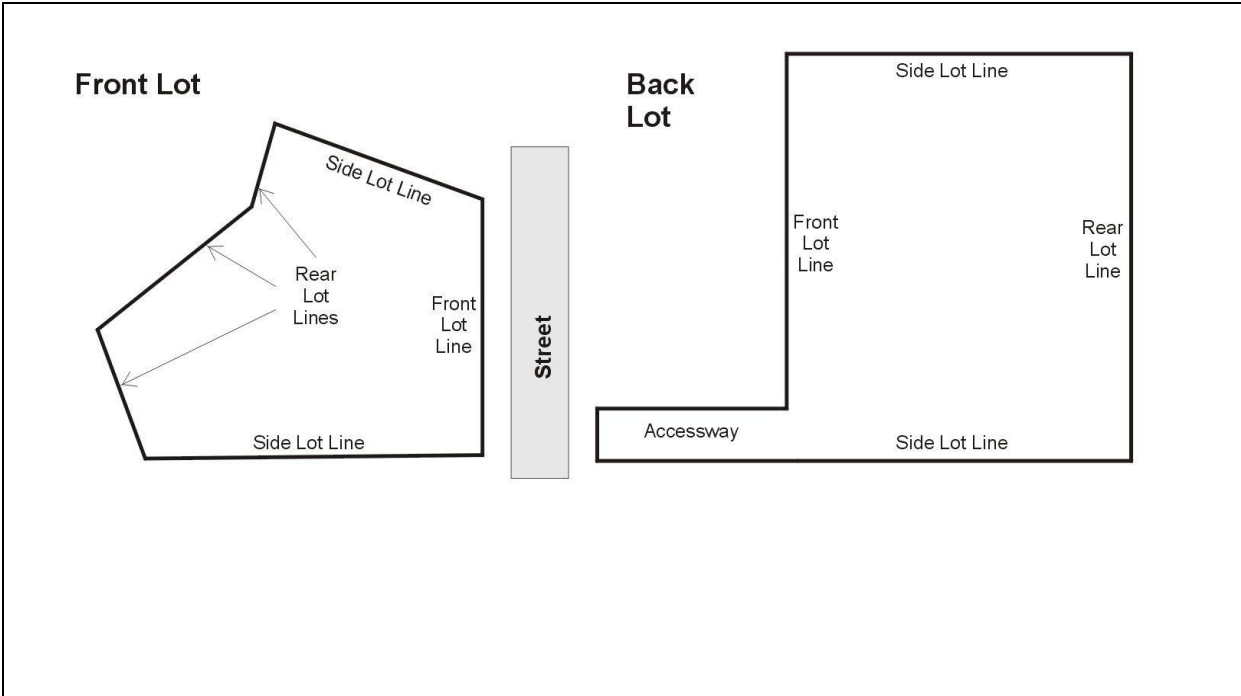 Front Lot
Side Lot Line
Rear
Lot
Lines
Front
Lot
Line
Side Lot Line
Street
Back
Lot
Side Lot Line
Front
Lot
Line
Rear
Lot
Line
Accessway
Side Lot Line